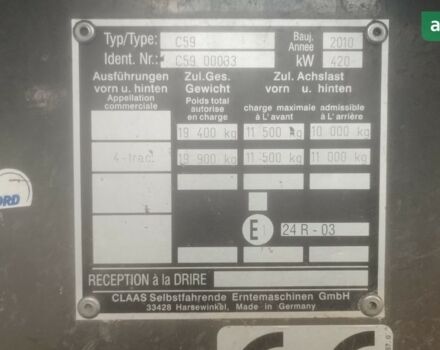 Typ/Type: C59 Bauj. Annee 2010
Ident. Nr.: C59 00033 kW 420
Ausführungen vorn u. hinten
Appellation commerciale
Zul.Ges. Gewicht
Poids total autorise en charge
Zul. Achslast vorn u. hinten
charge maximale à L'avant
admissible à L'arrière
19 400 kg 11 500 kg 10 000 kg
4-trac. 19 900 kg 11 500 kg 11 000 kg
E 24 R - 03
RECEPTION à la DRIRE
CLAAS Selbstfahrende Erntemaschinen GmbH
33428 Harsewinkel, Made in Germany
ORD
a
CE